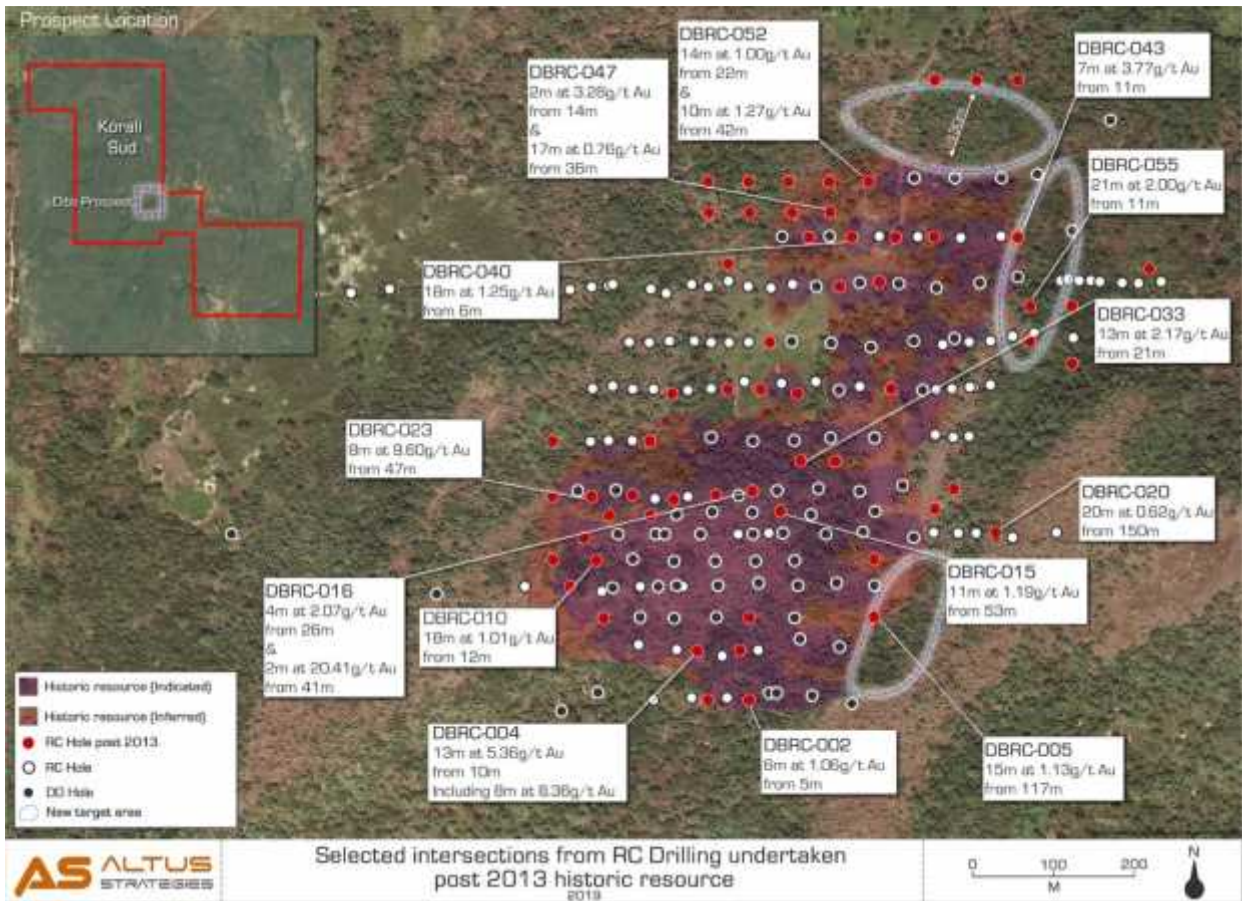 Prospect Location
Korali
Sud
Diba Prospect
DBRC-052
14m at 1.00g/t Au
from 22m
&
10m at 1.27g/t Au
from 42m
DBRC-047
2m at 3.28g/t Au
from 14m
&
17m at 0.76g/t Au
from 36m
DBRC-043
7m at 3.77g/t Au
from 11m
DBRC-055
21m at 2.00g/t Au
from 11m
DBRC-040
18m at 1.25g/t Au
from 6m
DBRC-033
13m at 2.17g/t Au
from 21m
DBRC-023
8m at 9.60g/t Au
from 47m
DBRC-020
20m at 0.62g/t Au
from 150m
DBRC-016
4m at 2.07g/t Au
from 26m
&
2m at 20.41g/t Au
from 41m
DBRC-010
18m at 1.01g/t Au
from 12m
DBRC-015
11m at 1.19g/t Au
from 53m
DBRC-004
13m at 5.36g/t Au
from 10m
Including 8m at 8.36g/t Au
DBRC-002
6m at 1.06g/t Au
from 5m
DBRC-005
15m at 1.13g/t Au
from 117m
Historic resource (Indicated)
Historic resource (Inferred)
RC Hole post 2013
RC Hole
DD Hole
New target area
AS ALTUS
STRATEGIES
Selected intersections from RC Drilling undertaken
post 2013 historic resource
2019
0 100 200
M
N